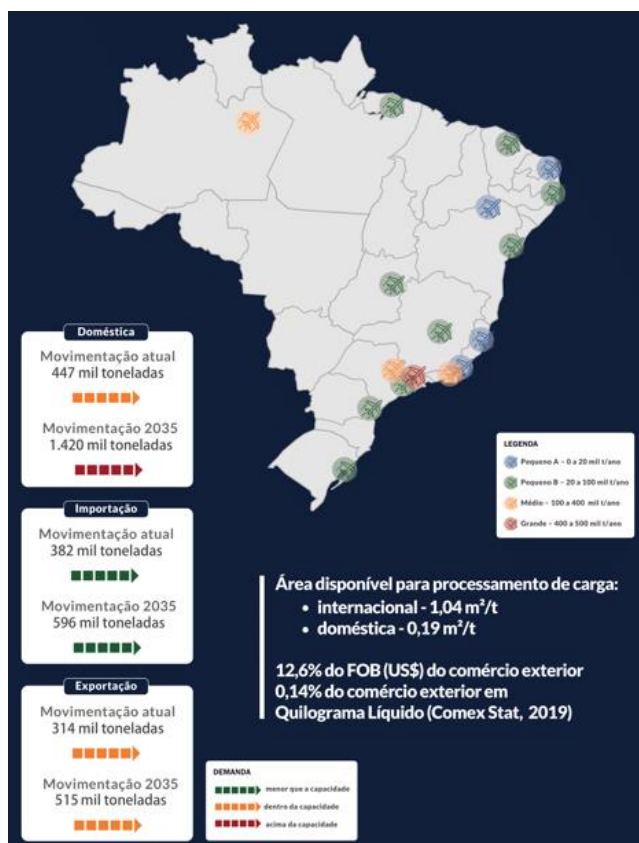 Doméstica
Movimentação atual
447 mil toneladas
Movimentação 2035
1.420 mil toneladas
Importação
Movimentação atual
382 mil toneladas
Movimentação 2035
596 mil toneladas
Exportação
Movimentação atual
314 mil toneladas
Movimentação 2035
515 mil toneladas
LEGENDA
Pequeno A – 0 a 20 mil t/ano
Pequeno B – 20 a 100 mil t/ano
Médio – 100 a 400 mil t/ano
Grande – 400 a 500 mil t/ano
Área disponível para processamento de carga:
• internacional - 1,04 m²/t
• doméstica - 0,19 m²/t
12,6% do FOB (US$) do comércio exterior
0,14% do comércio exterior em
Quilograma Líquido (Comex Stat, 2019)
DEMANDA
menor que a capacidade
dentro da capacidade
acima da capacidade